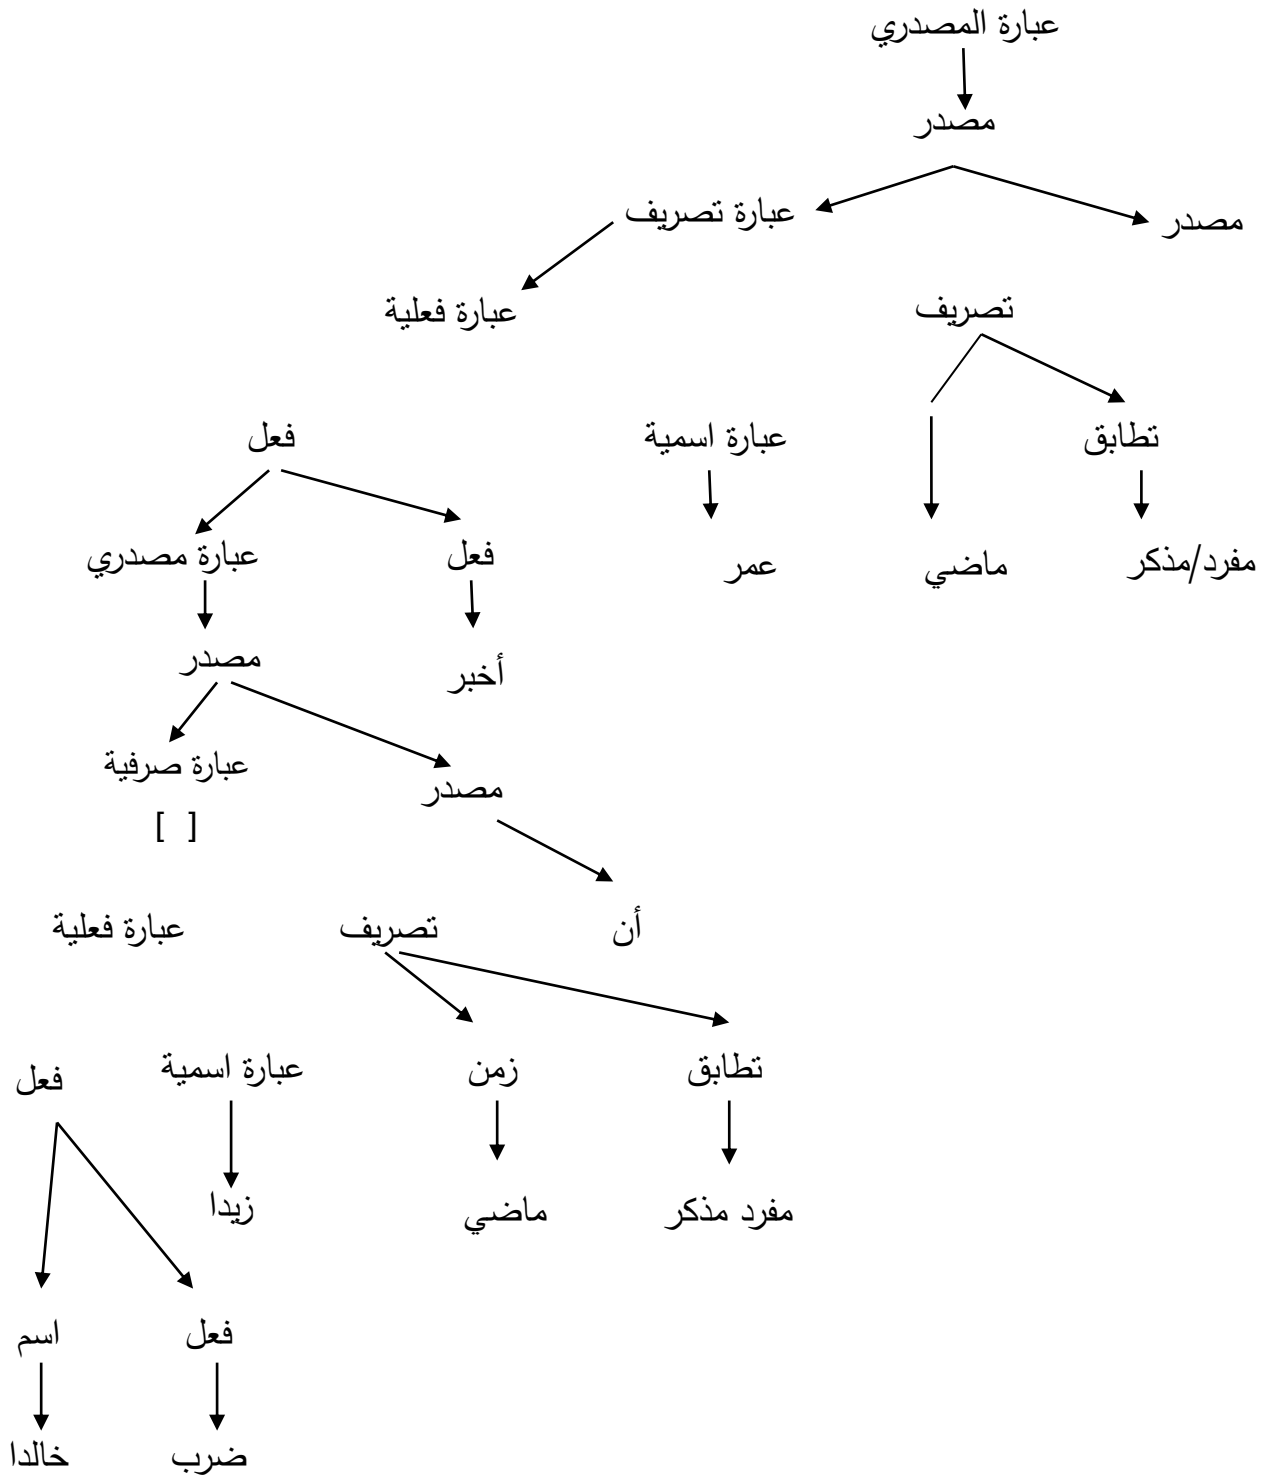 عبارة المصدري
مصدر
مصدر
عبارة تصريف
تصريف
عبارة فعلية
تطابق
عبارة اسمية
فعل
مفرد/مذكر
ماضي
عمر
فعل
عبارة مصدري
أخبر
مصدر
مصدر
عبارة صرفية
[ ]
أن
تصريف
عبارة فعلية
تطابق
زمن
عبارة اسمية
فعل
مفرد مذكر
ماضي
زيدا
فعل
اسم
ضرب
خالدا